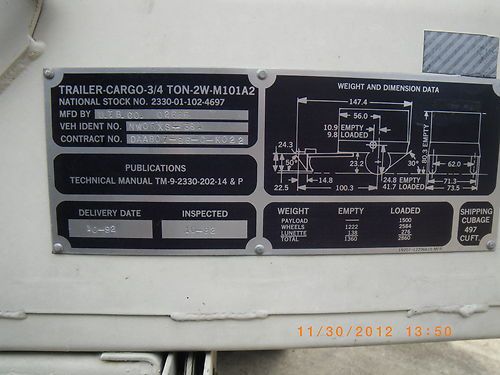 TRAILER-CARGO-3/4 TON-2W-M101A2
NATIONAL STOCK NO. 2330-01-102-4697
MFD BY
VEH IDENT NO.
CONTRACT NO.
PUBLICATIONS
TECHNICAL MANUAL TM-9-2330-202-14 & P
DELIVERY DATE INSPECTED
10-92 10-92
WEIGHT AND DIMENSION DATA
147.4
56.0
10.9 EMPTY
9.8 LOADED
24.3
50°
23.2
30°
80.3 EMPTY
62.0
22.5
14.8
100.3
24.8 EMPTY
41.7 LOADED
71.3
73.5
WEIGHT EMPTY LOADED
PAYLOAD — 1500
WHEELS 1222 2584
LUNETTE 138 276
TOTAL 1360 2860
SHIPPING
CUBAGE
497
CU FT.
11/30/2012 13:50